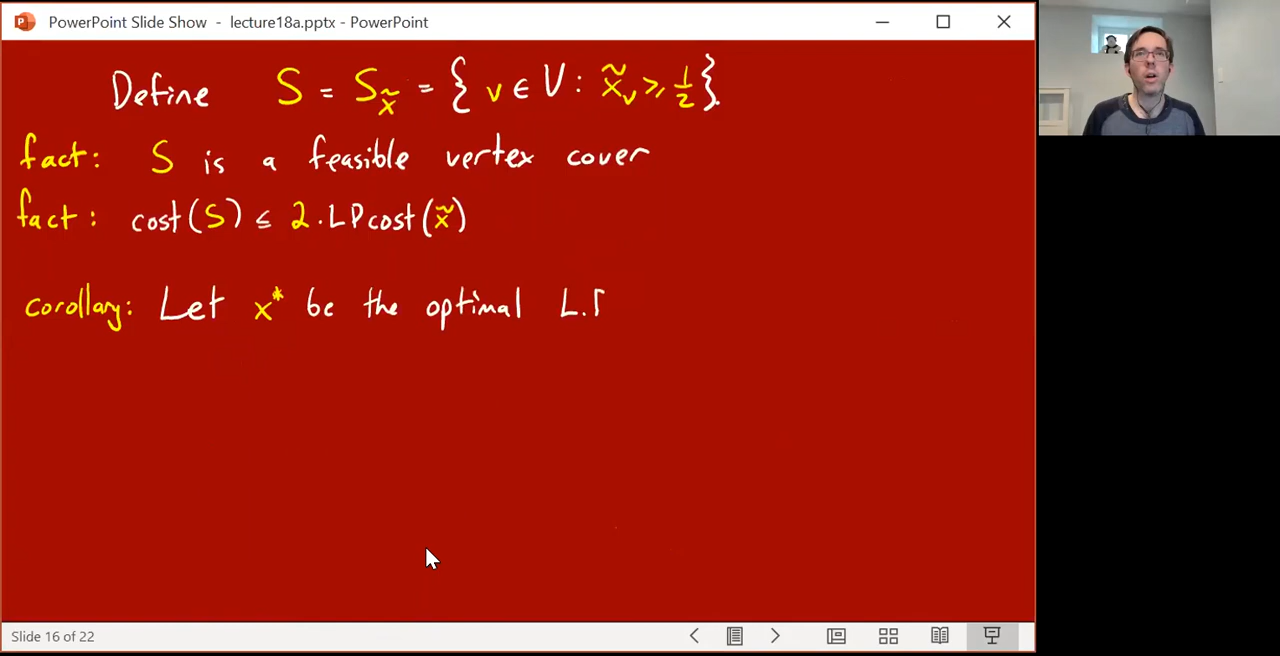 PowerPoint Slide Show - lecture18a.pptx - PowerPoint
Define S = S_x̃ = { v ∈ V : x̃_v ≥ 1/2 }.
fact: S is a feasible vertex cover
fact: cost(S) ≤ 2·LPcost(x̃)
corollary: Let x* be the optimal L.
Slide 16 of 22